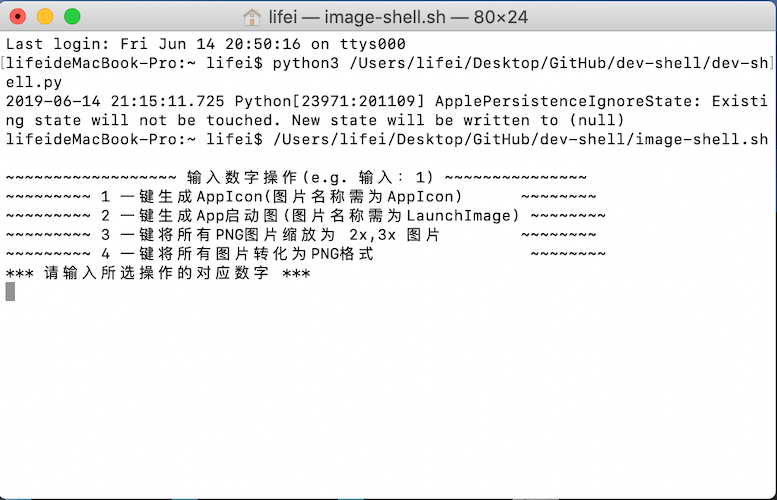 lifei — image-shell.sh — 80×24
Last login: Fri Jun 14 20:50:16 on ttys000
[lifeideMacBook-Pro:~ lifei$ python3 /Users/lifei/Desktop/GitHub/dev-shell/dev-sh]
ell.py
2019-06-14 21:15:11.725 Python[23971:201109] ApplePersistenceIgnoreState: Existi
ng state will not be touched. New state will be written to (null)
lifeideMacBook-Pro:~ lifei$ /Users/lifei/Desktop/GitHub/dev-shell/image-shell.sh
~~~~~~~~~~~~~~~~~~ 输入数字操作(e.g. 输入: 1) ~~~~~~~~~~~~~~~
~~~~~~~~~ 1 一键生成AppIcon(图片名称需为AppIcon) ~~~~~~~~
~~~~~~~~~ 2 一键生成App启动图(图片名称需为LaunchImage) ~~~~~~~~
~~~~~~~~~ 3 一键将所有PNG图片缩放为 2x,3x 图片 ~~~~~~~~
~~~~~~~~~ 4 一键将所有图片转化为PNG格式 ~~~~~~~~
*** 请输入所选操作的对应数字 ***